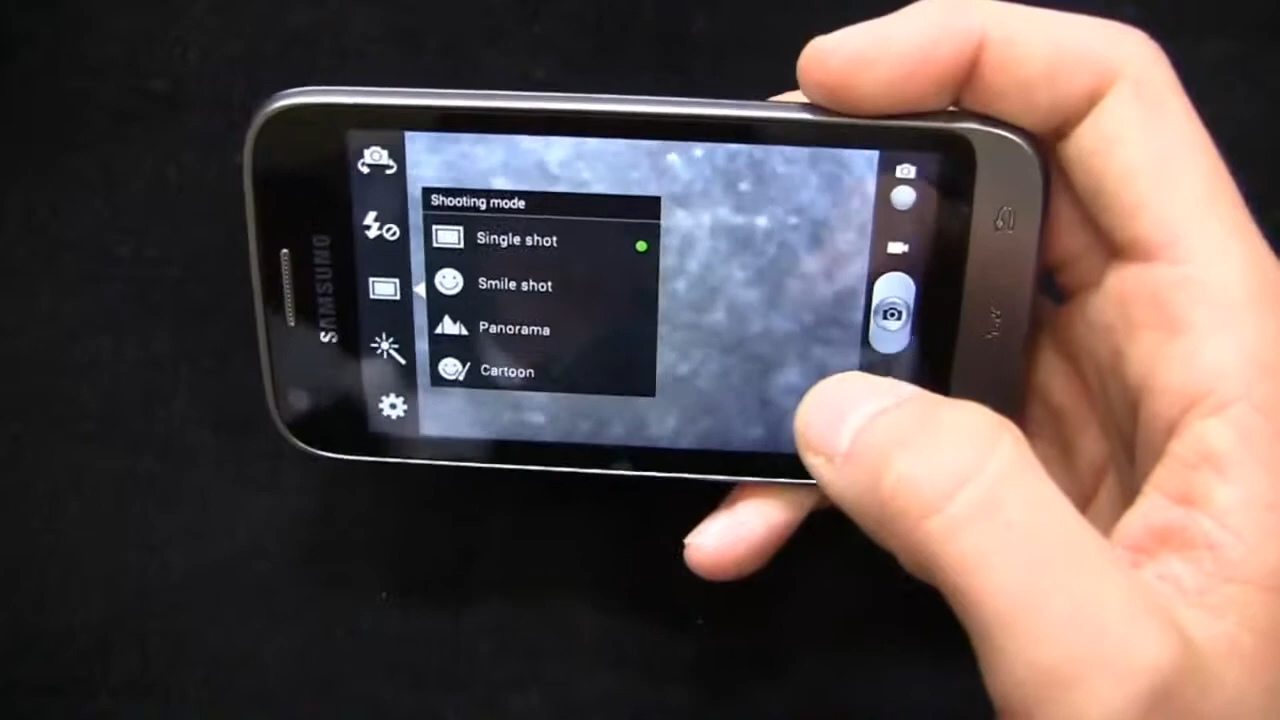 SAMSUNG
Shooting mode
Single shot
Smile shot
Panorama
Cartoon